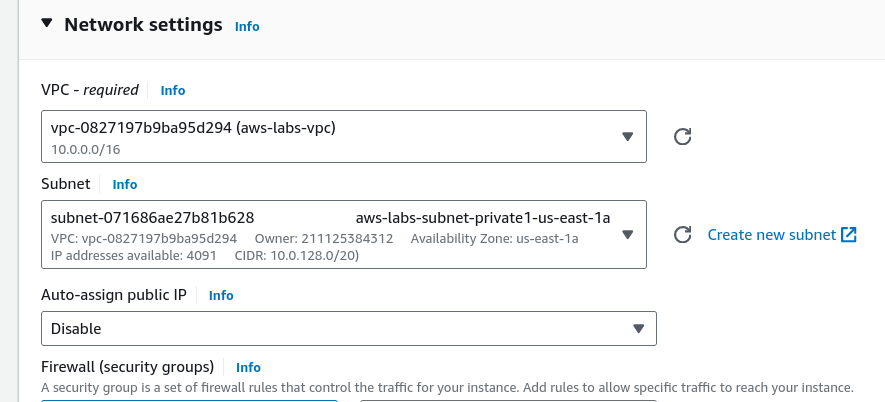 Network settings Info
VPC - required Info
vpc-0827197b9ba95d294 (aws-labs-vpc)
10.0.0.0/16
Subnet Info
subnet-071686ae27b81b628 aws-labs-subnet-private1-us-east-1a
VPC: vpc-0827197b9ba95d294 Owner: 211125384312 Availability Zone: us-east-1a
IP addresses available: 4091 CIDR: 10.0.128.0/20)
Create new subnet
Auto-assign public IP Info
Disable
Firewall (security groups) Info
A security group is a set of firewall rules that control the traffic for your instance. Add rules to allow specific traffic to reach your instance.